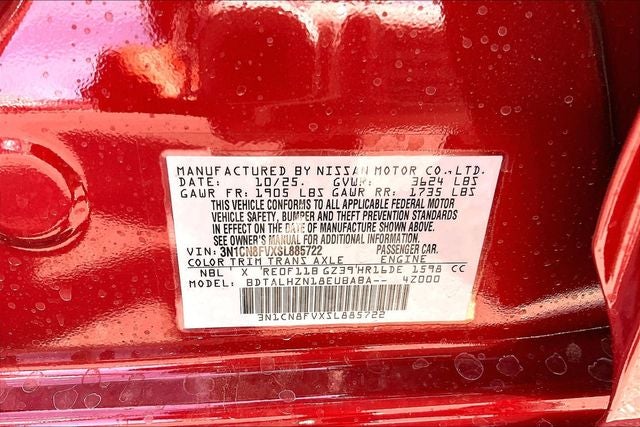 MANUFACTURED BY NISSAN MOTOR CO., LTD.
DATE: 10/25. GVWR: 3624 LBS
GAWR FR: 1905 LBS GAWR RR: 1735 LBS
THIS VEHICLE CONFORMS TO ALL APPLICABLE FEDERAL MOTOR
VEHICLE SAFETY, BUMPER AND THEFT PREVENTION STANDARDS
IN EFFECT ON THE DATE OF MANUFACTURE SHOWN ABOVE.
SEE OWNER'S MANUAL FOR ADDITIONAL INFORMATION.
VIN: 3N1CN8FVXSL885722 PASSENGER CAR.
COLOR TRIM TRANS AXLE ENGINE
NBL X RE0F11B GZ39 HR16DE 1598 CC
MODEL: BDTALHZN18EUBABA-- 4Z000
3N1CN8FVXSL885722